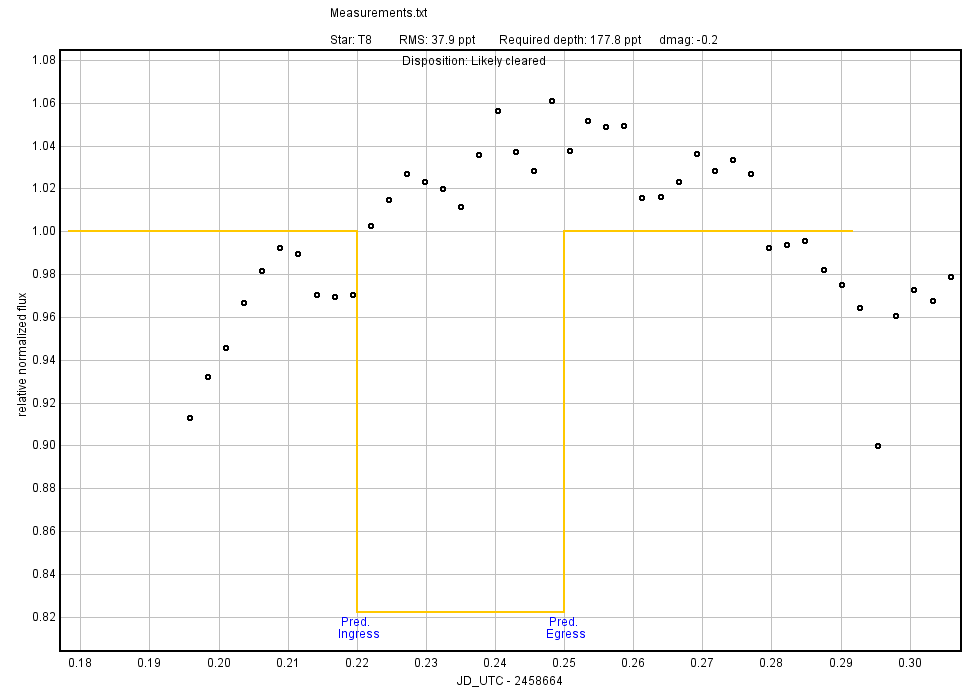 Measurements.txt
Star: T8 RMS: 37.9 ppt Required depth: 177.8 ppt dmag: -0.2
Disposition: Likely cleared
1.08
1.06
1.04
1.02
1.00
0.98
0.96
0.94
0.92
0.90
0.88
0.86
0.84
0.82
relative normalized flux
Pred.
Ingress
Pred.
Egress
0.18 0.19 0.20 0.21 0.22 0.23 0.24 0.25 0.26 0.27 0.28 0.29 0.30
JD_UTC - 2458664